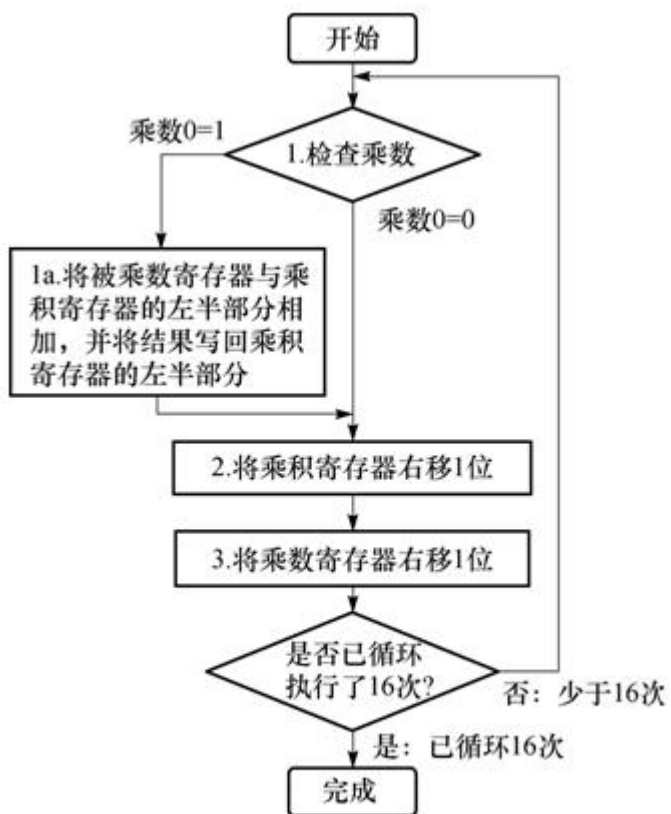 开始
乘数0=1
1.检查乘数
乘数0=0
1a.将被乘数寄存器与乘
积寄存器的左半部分相
加，并将结果写回乘积
寄存器的左半部分
2.将乘积寄存器右移1位
3.将乘数寄存器右移1位
是否已循环
执行了16次?
否：少于16次
是：已循环16次
完成